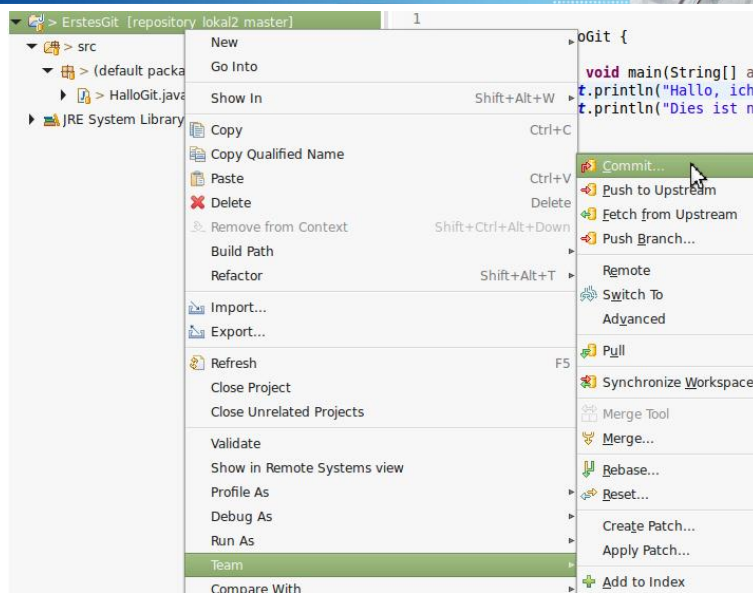 > ErstesGit [repository_lokal2 master]
> src
> (default packa
> HalloGit.java
JRE System Library
New
Go Into
Show In Shift+Alt+W
Copy Ctrl+C
Copy Qualified Name
Paste Ctrl+V
Delete Delete
Remove from Context Shift+Ctrl+Alt+Down
Build Path
Refactor Shift+Alt+T
Import...
Export...
Refresh F5
Close Project
Close Unrelated Projects
Validate
Show in Remote Systems view
Profile As
Debug As
Run As
Team
Compare With
1
oGit {
void main(String[] a
t.println("Hallo, ich
t.println("Dies ist n
Commit...
Push to Upstream
Fetch from Upstream
Push Branch...
Remote
Switch To
Advanced
Pull
Synchronize Workspace
Merge Tool
Merge...
Rebase...
Reset...
Create Patch...
Apply Patch...
Add to Index